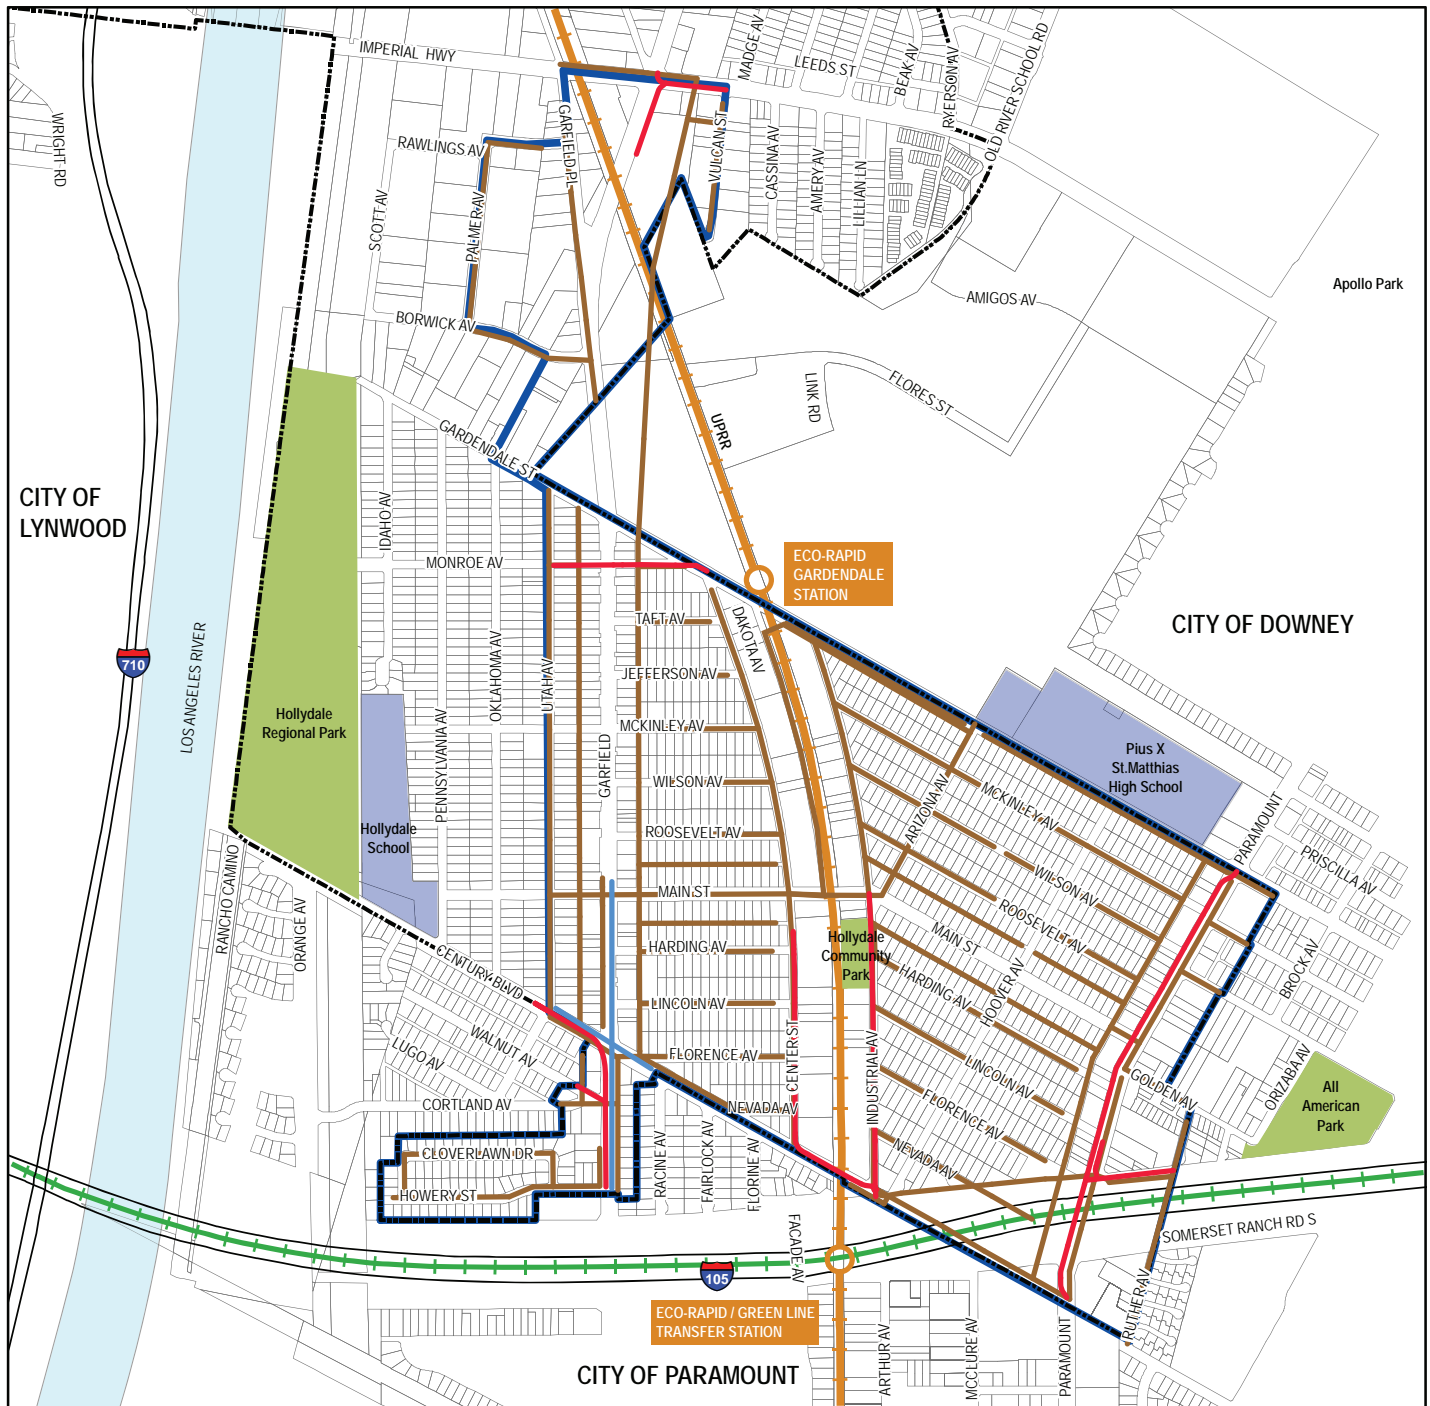 IMPERIAL HWY
MADGE AV
LEEDS ST
BEAK AV
RYERSON AV
OLD RIVER SCHOOL RD
WRIGHT RD
RAWLINGS AV
GARFIELD PL
VULCAN ST
CASSINA AV
AMERY AV
LILLIAN LN
SCOTT AV
PALMER AV
BORWICK AV
AMIGOS AV
Apollo Park
LINK RD
FLORES ST
UPRR
GARDENDALE ST
CITY OF
LYNWOOD
IDAHO AV
MONROE AV
ECO-RAPID
GARDENDALE
STATION
CITY OF DOWNEY
TAFT AV
DAKOTA AV
710
LOS ANGELES RIVER
OKLAHOMA AV
UTAH AV
JEFFERSON AV
Hollydale
Regional Park
PENNSYLVANIA AV
MCKINLEY AV
GARFIELD
WILSON AV
Pius X
St.Matthias
High School
MCKINLEY AV
ARIZONA AV
Hollydale
School
ROOSEVELT AV
PARAMOUNT
PRISCILLA AV
WILSON AV
RANCHO CAMINO
ORANGE AV
MAIN ST
ROOSEVELT AV
MAIN ST
CENTURY BLVD
HARDING AV
Hollydale
Community
Park
HARDING AV
HOOVER AV
BROCK AV
LINCOLN AV
WALNUT AV
LUGO AV
FLORENCE AV
CENTER ST
INDUSTRIAL AV
LINCOLN AV
GOLDEN AV
ORIZABA AV
All
American
Park
CORTLAND AV
NEVADA AV
FLORENCE AV
CLOVERLAWN DR
NEVADA AV
HOWERY ST
RACINE AV
FAIRLOCK AV
FLORINE AV
FACADE AV
SOMERSET RANCH RD S
105
ECO-RAPID / GREEN LINE
TRANSFER STATION
RUTHER AV
CITY OF PARAMOUNT
ARTHUR AV
MCCLURE AV
PARAMOUNT